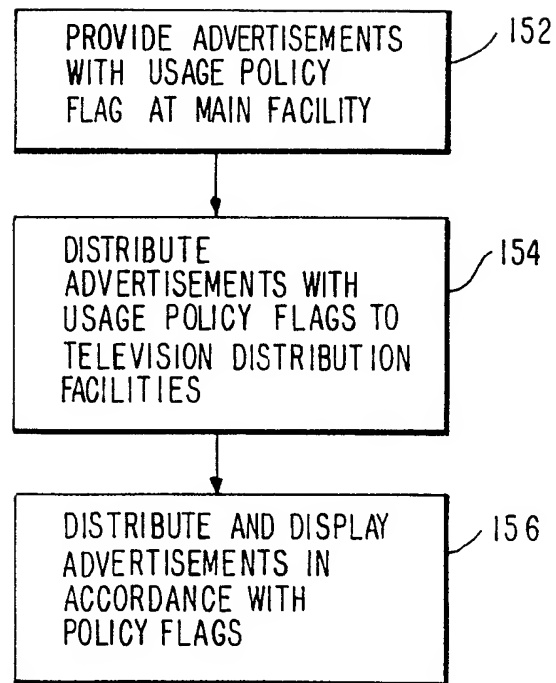 PROVIDE ADVERTISEMENTS
WITH USAGE POLICY
FLAG AT MAIN FACILITY
152
DISTRIBUTE
ADVERTISEMENTS WITH
USAGE POLICY FLAGS TO
TELEVISION DISTRIBUTION
FACILITIES
154
DISTRIBUTE AND DISPLAY
ADVERTISEMENTS IN
ACCORDANCE WITH
POLICY FLAGS
156